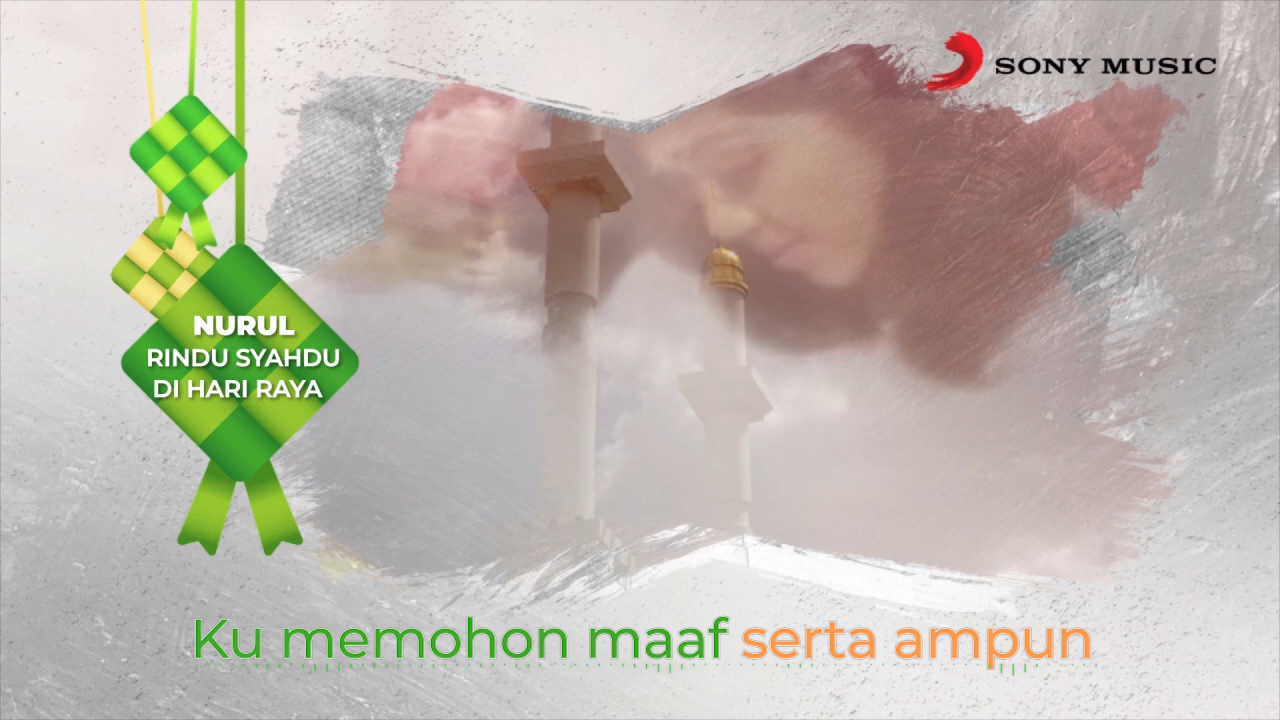 SONY MUSIC
NURUL
RINDU SYAHDU
DI HARI RAYA
Ku memohon maaf serta ampun